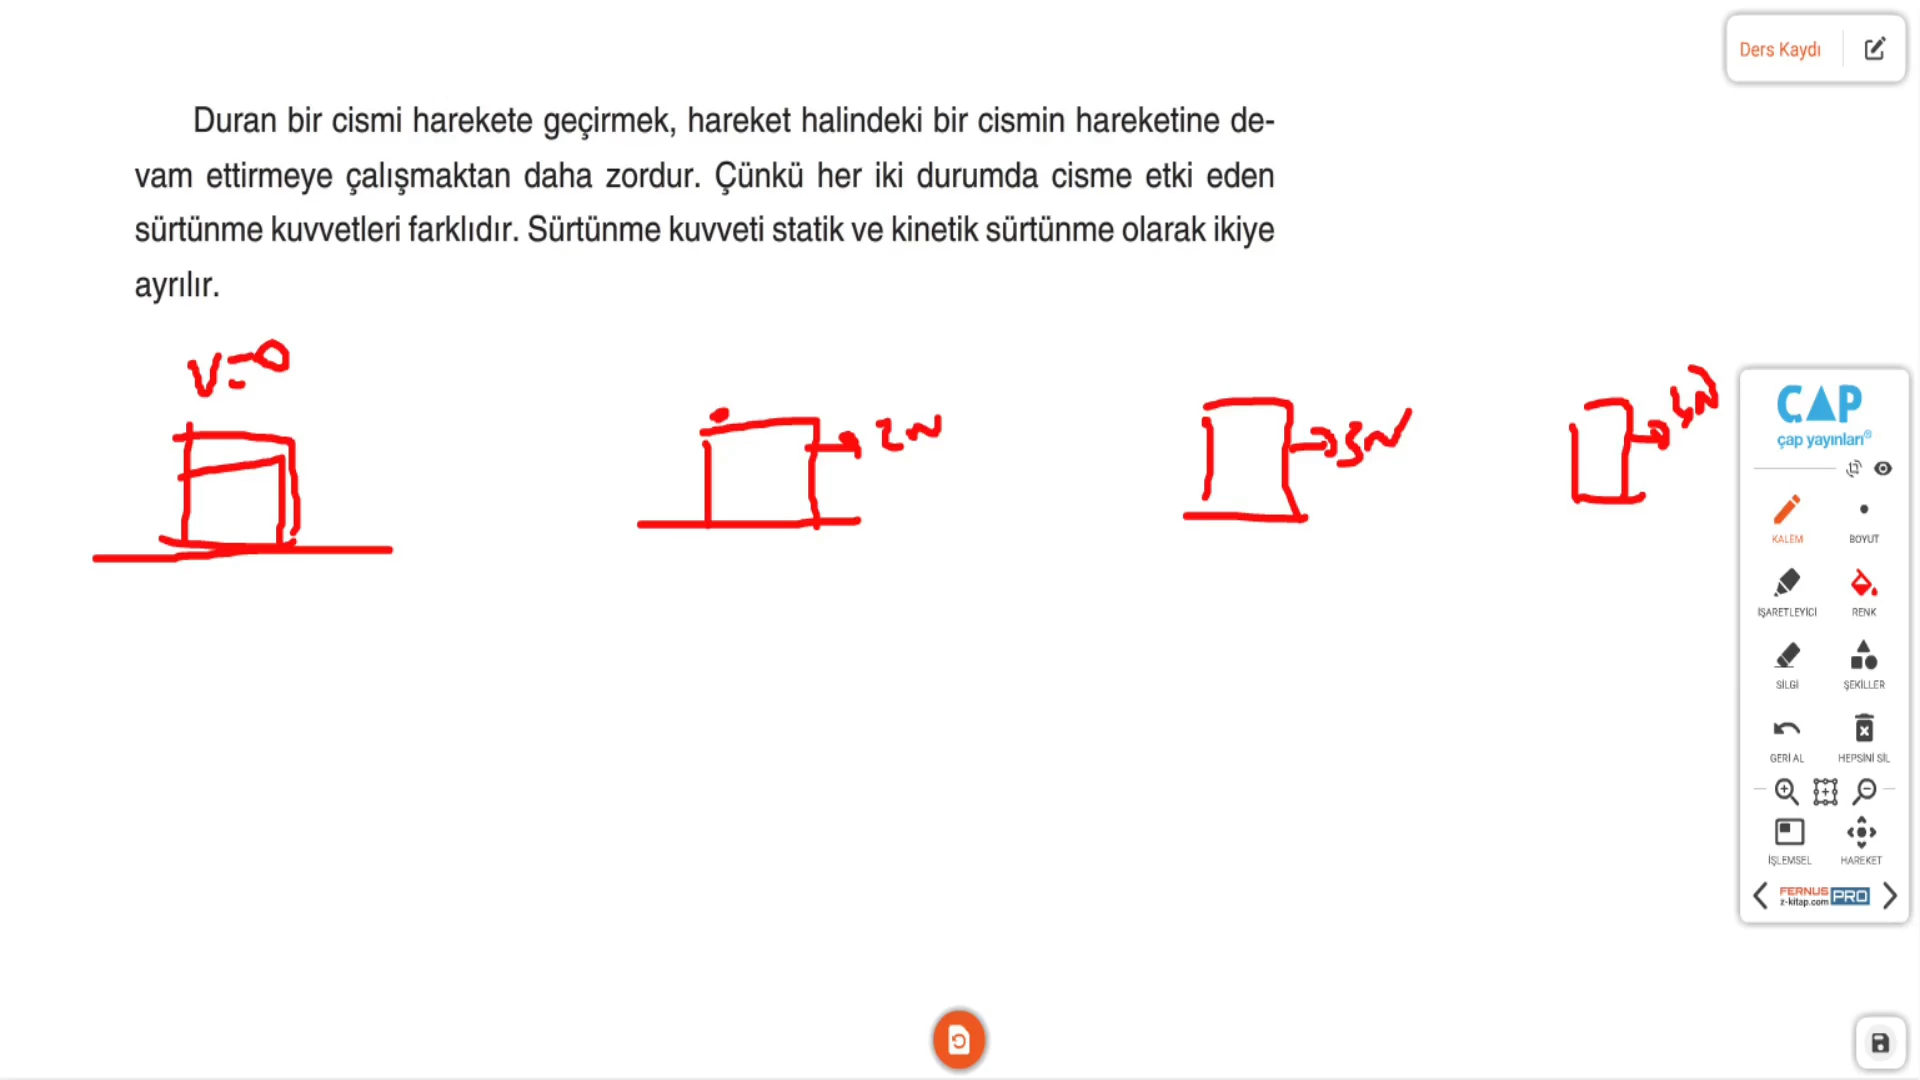 Ders Kaydı
Duran bir cismi harekete geçirmek, hareket halindeki bir cismin hareketine de-
vam ettirmeye çalışmaktan daha zordur. Çünkü her iki durumda cisme etki eden
sürtünme kuvvetleri farklıdır. Sürtünme kuvveti statik ve kinetik sürtünme olarak ikiye
ayrılır.
V=0
2N
3N
4N
ÇAP
çap yayınları®
KALEM
BOYUT
İŞARETLEYİCİ
RENK
SİLGİ
ŞEKİLLER
GERİ AL
HEPSİNİ SİL
İŞLEMSEL
HAREKET
FERNUS
z-kitap.com PRO